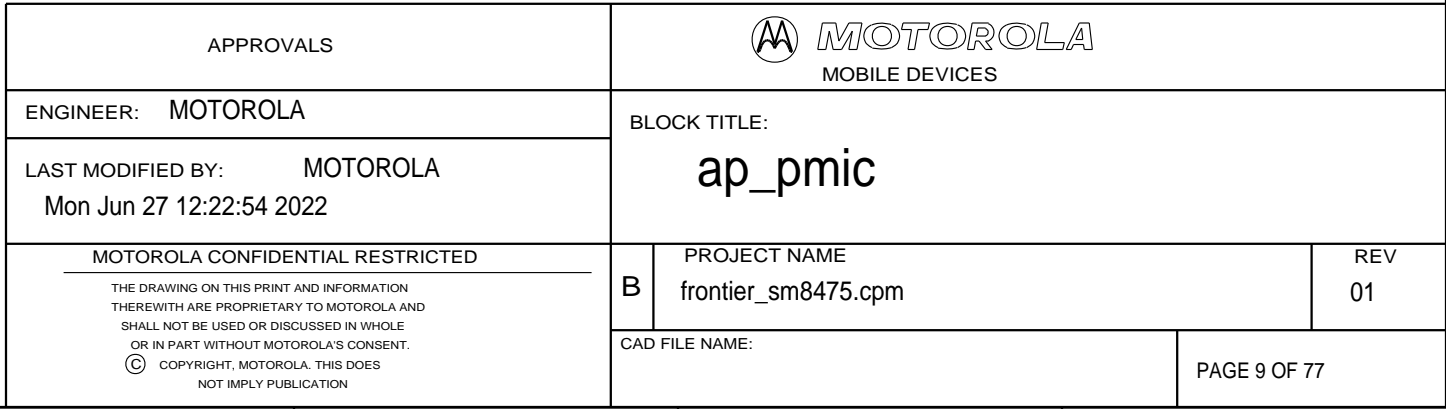 APPROVALS
MOTOROLA
MOBILE DEVICES
ENGINEER: MOTOROLA
LAST MODIFIED BY: MOTOROLA
Mon Jun 27 12:22:54 2022
BLOCK TITLE:
ap_pmic
MOTOROLA CONFIDENTIAL RESTRICTED
THE DRAWING ON THIS PRINT AND INFORMATION
THEREWITH ARE PROPRIETARY TO MOTOROLA AND
SHALL NOT BE USED OR DISCUSSED IN WHOLE
OR IN PART WITHOUT MOTOROLA'S CONSENT.
© COPYRIGHT, MOTOROLA. THIS DOES
NOT IMPLY PUBLICATION
B
PROJECT NAME
frontier_sm8475.cpm
REV
01
CAD FILE NAME:
PAGE 9 OF 77